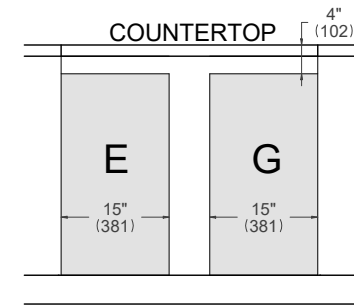 COUNTERTOP
4"
(102)
E
G
15"
(381)
15"
(381)